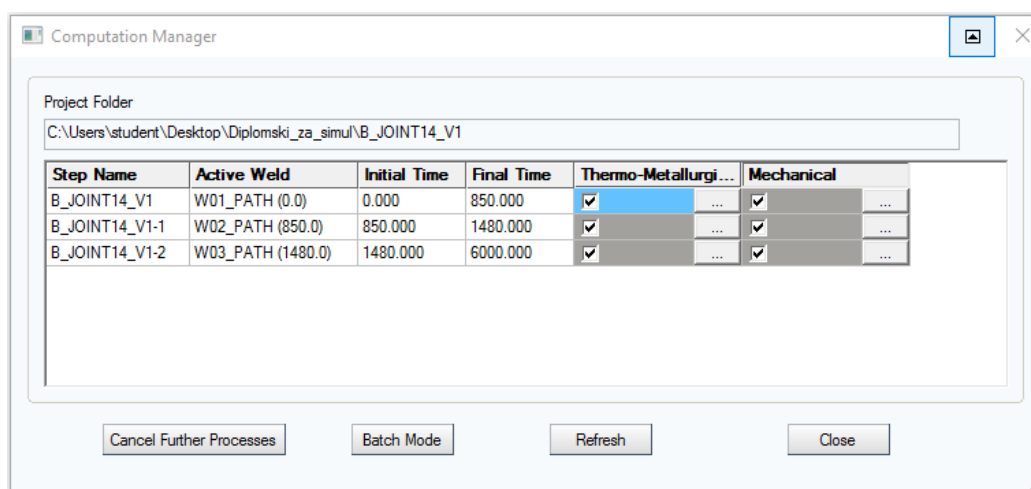 Computation Manager
Project Folder
C:\Users\student\Desktop\Diplomski_za_simul\B_JOINT14_V1
Step Name Active Weld Initial Time Final Time Thermo-Metallurgi... Mechanical
B_JOINT14_V1 W01_PATH (0.0) 0.000 850.000 ... ...
B_JOINT14_V1-1 W02_PATH (850.0) 850.000 1480.000 ... ...
B_JOINT14_V1-2 W03_PATH (1480.0) 1480.000 6000.000 ... ...
Cancel Further Processes Batch Mode Refresh Close